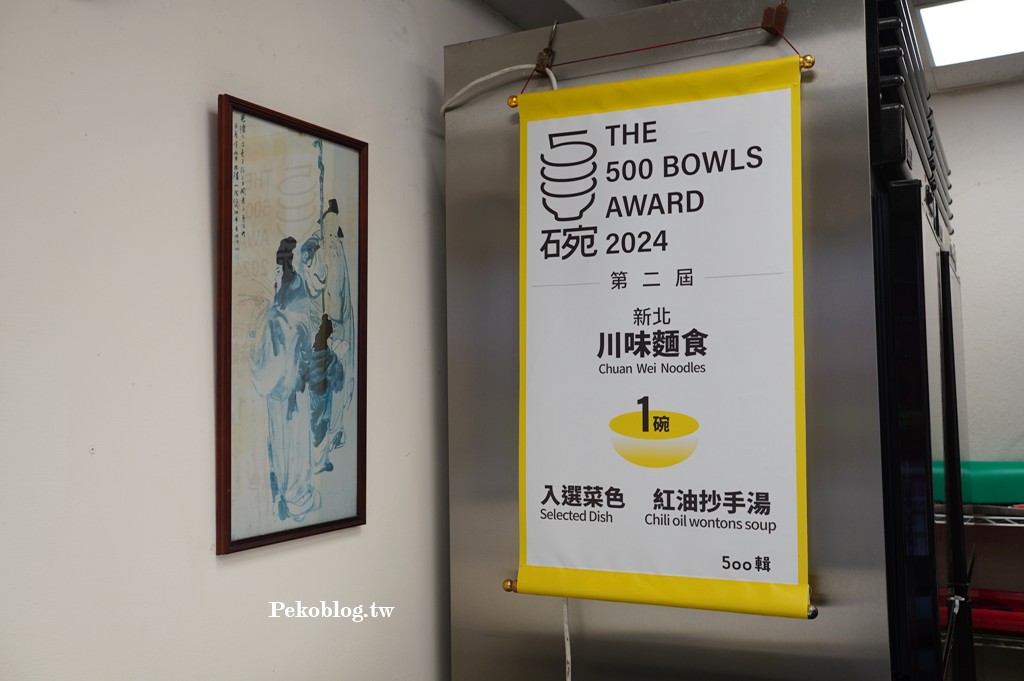 THE
500 BOWLS
AWARD
碗 2024
第二屆
新北
川味麵食
Chuan Wei Noodles
1碗
入選菜色 紅油抄手湯
Selected Dish Chili oil wontons soup
500輯
Pekoblog.tw